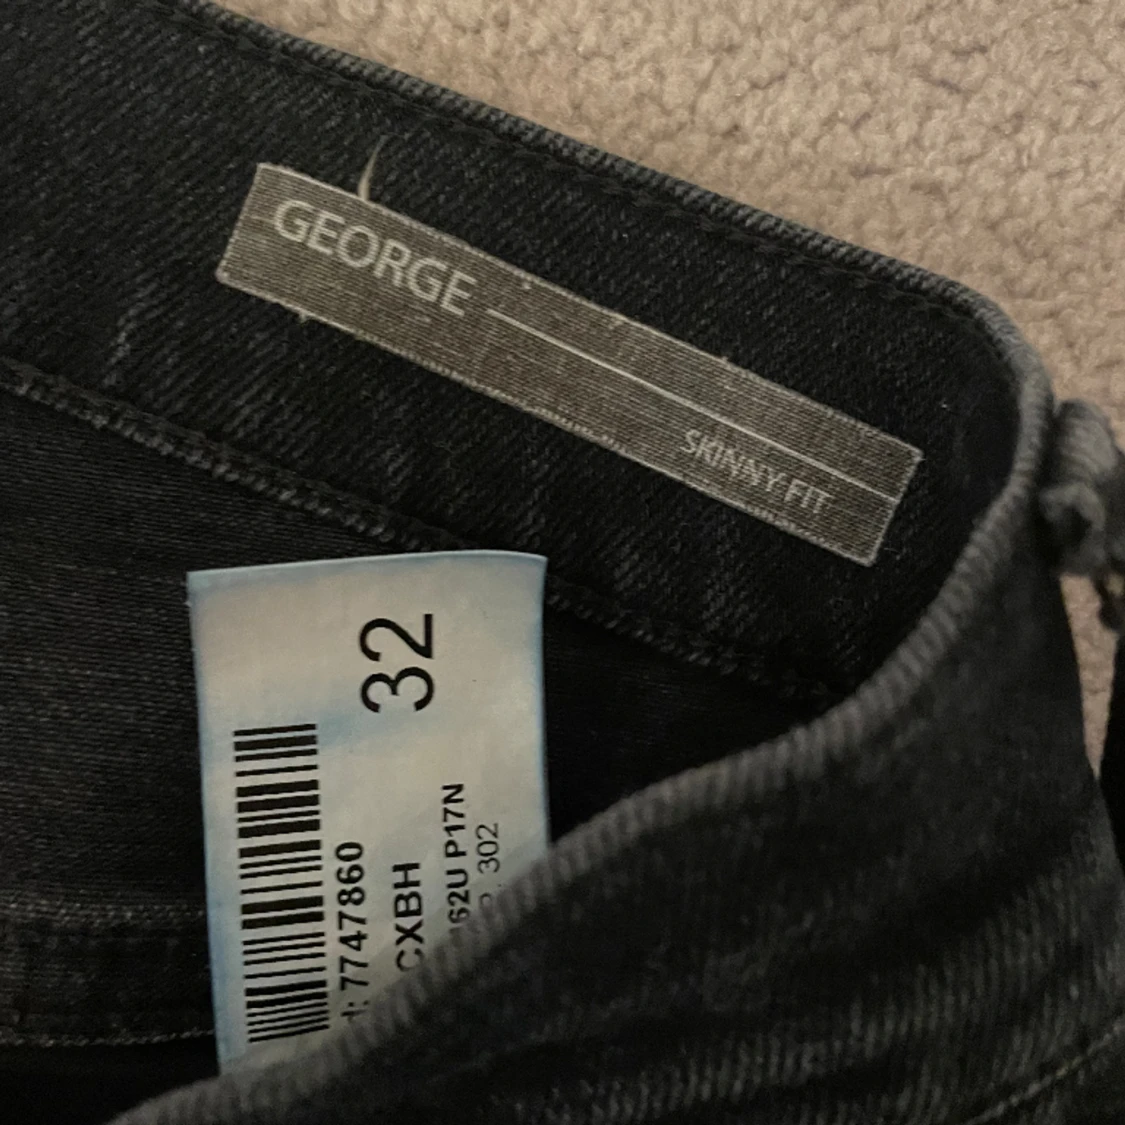 GEORGE
SKINNY FIT
32
7747860
CXBH
62U P17N
302